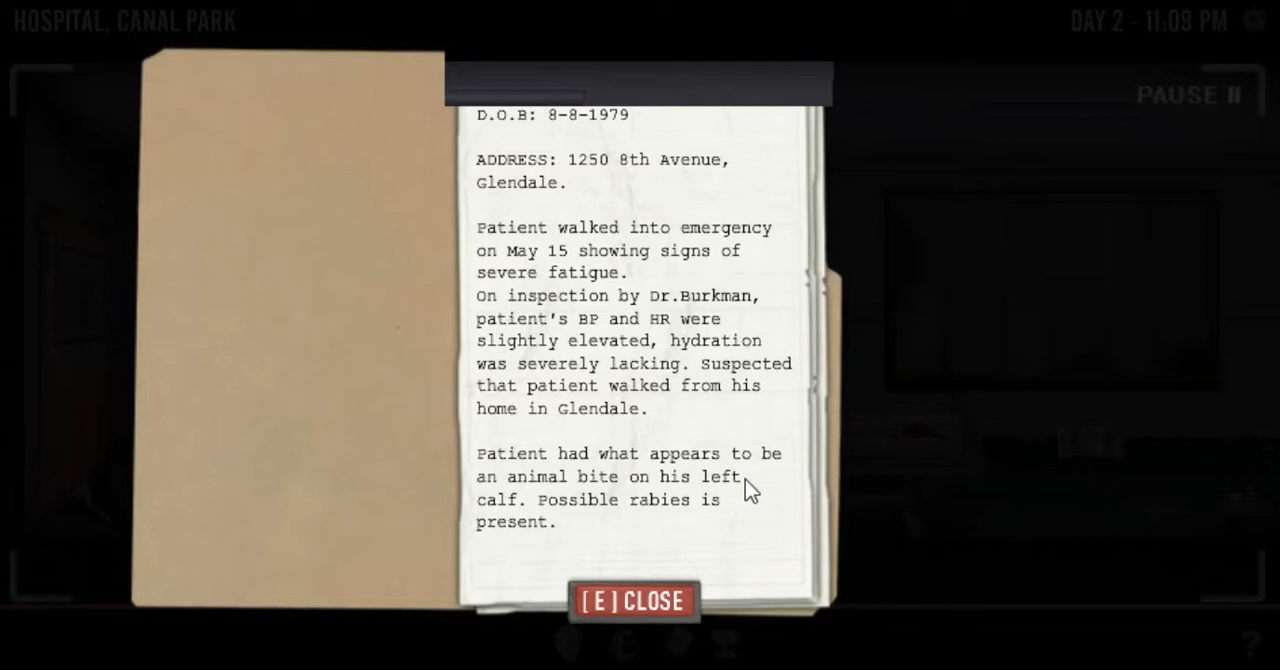 HOSPITAL, CANAL PARK
DAY 2 - 11:09 PM
PAUSE II
D.O.B: 8-8-1979
ADDRESS: 1250 8th Avenue,
Glendale.
Patient walked into emergency
on May 15 showing signs of
severe fatigue.
On inspection by Dr.Burkman,
patient's BP and HR were
slightly elevated, hydration
was severely lacking. Suspected
that patient walked from his
home in Glendale.
Patient had what appears to be
an animal bite on his left
calf. Possible rabies is
present.
[ E ] CLOSE
?